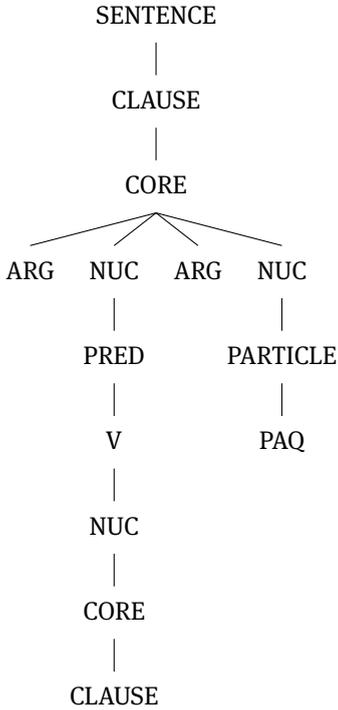 SENTENCE
CLAUSE
CORE
ARG NUC ARG NUC
PRED PARTICLE
V PAQ
NUC
CORE
CLAUSE